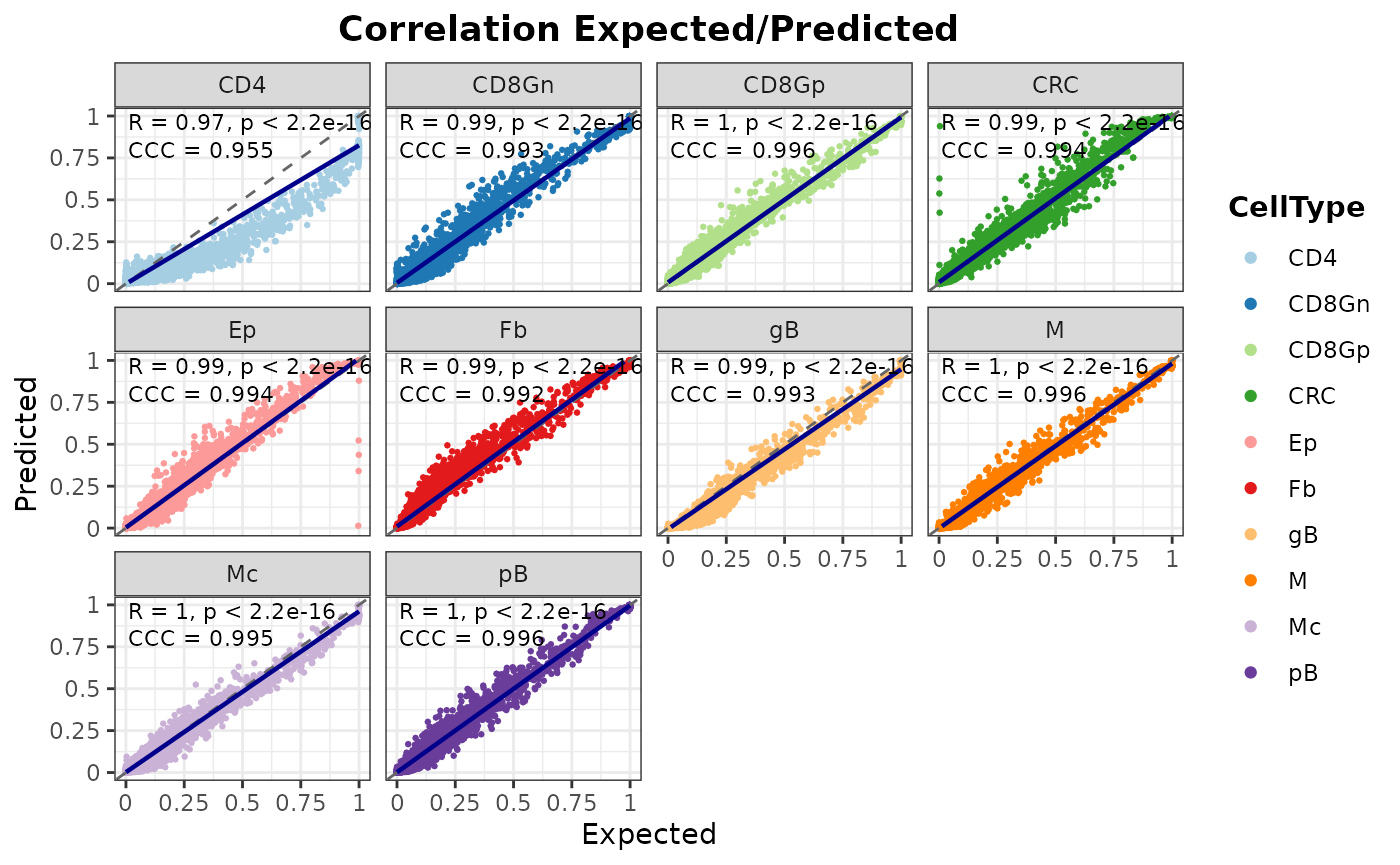 Correlation Expected/Predicted
CD4 CD8Gn CD8Gp CRC
R = 0.97, p < 2.2e-16 R = 0.99, p < 2.2e-16 R = 1, p < 2.2e-16 R = 0.99, p < 2.2e-16
CCC = 0.955 CCC = 0.993 CCC = 0.996 CCC = 0.994
1
0.75
0.5
0.25
0
Ep Fb gB M
R = 0.99, p < 2.2e-16 R = 0.99, p < 2.2e-16 R = 0.99, p < 2.2e-16 R = 1, p < 2.2e-16
CCC = 0.994 CCC = 0.992 CCC = 0.993 CCC = 0.996
1
0.75
0.5
0.25
0
0 0.25 0.5 0.75 1 0 0.25 0.5 0.75 1
Mc pB
R = 1, p < 2.2e-16 R = 1, p < 2.2e-16
CCC = 0.995 CCC = 0.996
1
0.75
0.5
0.25
0
0 0.25 0.5 0.75 1 0 0.25 0.5 0.75 1
Predicted
Expected
CellType
CD4
CD8Gn
CD8Gp
CRC
Ep
Fb
gB
M
Mc
pB